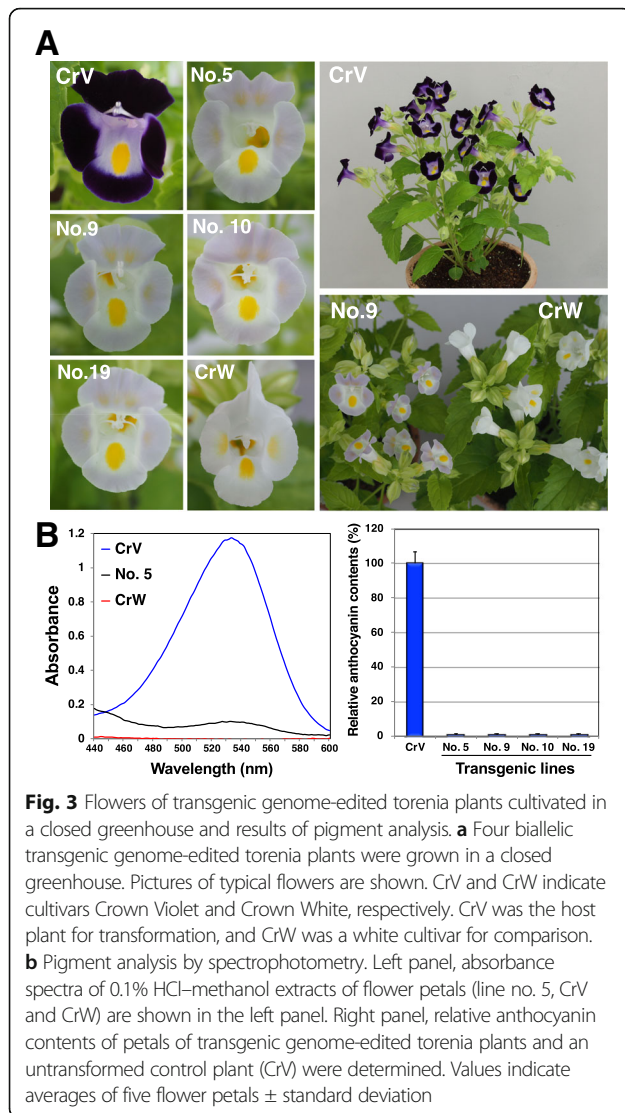 A
CrV
No.5
CrV
No.9
No. 10
No.9
CrW
No.19
CrW
B
1.2
1
0.8
0.6
0.4
0.2
0
440
460
480
500
520
540
560
580
600
Absorbance
CrV
No. 5
CrW
Wavelength (nm)
120
100
80
60
40
20
0
Relative anthocyanin contents (%)
CrV
No. 5
No. 9
No. 10
No. 19
Transgenic lines
Fig. 3 Flowers of transgenic genome-edited torenia plants cultivated in
a closed greenhouse and results of pigment analysis. a Four biallelic
transgenic genome-edited torenia plants were grown in a closed
greenhouse. Pictures of typical flowers are shown. CrV and CrW indicate
cultivars Crown Violet and Crown White, respectively. CrV was the host
plant for transformation, and CrW was a white cultivar for comparison.
b Pigment analysis by spectrophotometry. Left panel, absorbance
spectra of 0.1% HCl–methanol extracts of flower petals (line no. 5, CrV
and CrW) are shown in the left panel. Right panel, relative anthocyanin
contents of petals of transgenic genome-edited torenia plants and an
untransformed control plant (CrV) were determined. Values indicate
averages of five flower petals ± standard deviation